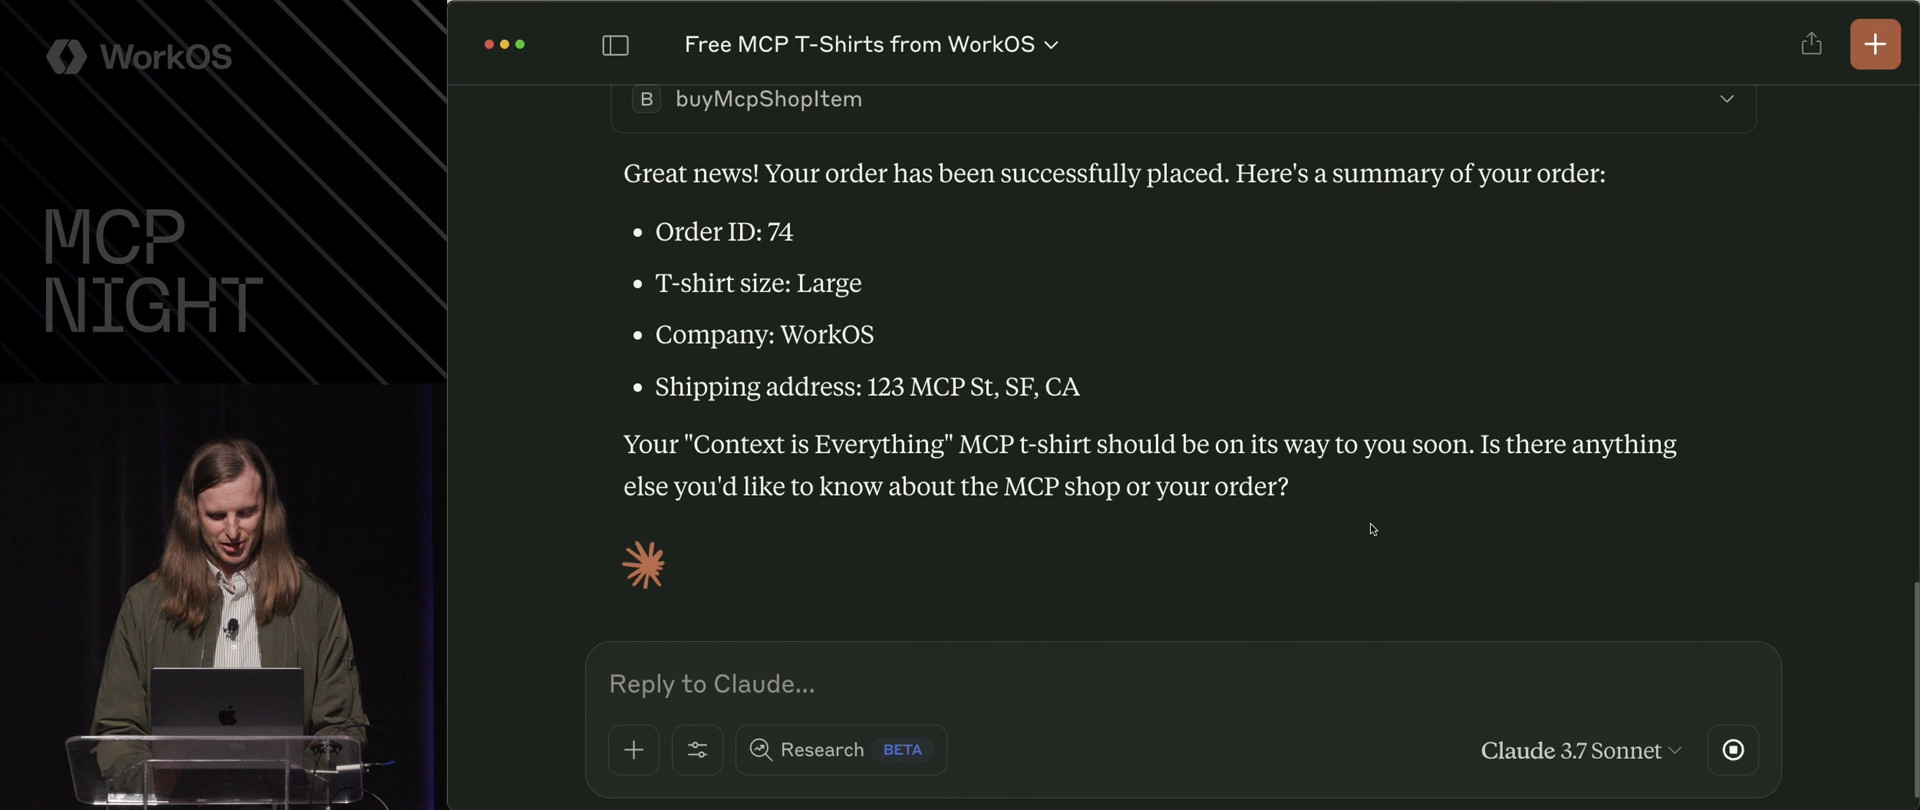 WorkOS
MCP
NIGHT
Free MCP T-Shirts from WorkOS
B buyMcpShopItem
Great news! Your order has been successfully placed. Here's a summary of your order:
• Order ID: 74
• T-shirt size: Large
• Company: WorkOS
• Shipping address: 123 MCP St, SF, CA
Your "Context is Everything" MCP t-shirt should be on its way to you soon. Is there anything
else you'd like to know about the MCP shop or your order?
Reply to Claude...
Research BETA
Claude 3.7 Sonnet